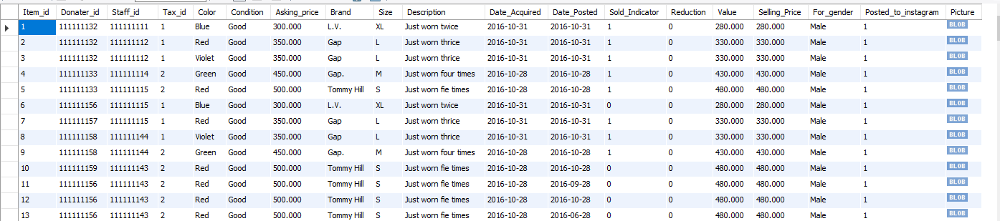 Item_id Donater_id Staff_id Tax_id Color Condition Asking_price Brand Size Description Date_Acquired Date_Posted Sold_Indicator Reduction Value Selling_Price For_gender Posted_to_instagram Picture
1 111111132 111111111 1 Blue Good 300.000 L.V. XL Just worn twice 2016-10-31 2016-10-31 1 0 280.000 280.000 Male 1 BLOB
2 111111132 111111112 1 Red Good 350.000 Gap L Just worn thrice 2016-10-31 2016-10-31 1 0 330.000 330.000 Male 1 BLOB
3 111111132 111111112 1 Violet Good 350.000 Gap L Just worn thrice 2016-10-31 2016-10-31 1 0 330.000 330.000 Male 1 BLOB
4 111111133 111111114 2 Green Good 450.000 Gap. M Just worn four times 2016-10-28 2016-10-28 1 0 430.000 430.000 Male 1 BLOB
5 111111133 111111115 2 Red Good 500.000 Tommy Hill S Just worn fie times 2016-10-28 2016-10-28 1 0 480.000 480.000 Male 1 BLOB
6 111111156 111111115 1 Blue Good 300.000 L.V. XL Just worn twice 2016-10-31 2016-10-31 0 0 280.000 280.000 Male 1 BLOB
7 111111157 111111115 1 Red Good 350.000 Gap L Just worn thrice 2016-10-31 2016-10-31 1 0 330.000 330.000 Male 1 BLOB
8 111111158 111111144 1 Violet Good 350.000 Gap L Just worn thrice 2016-10-31 2016-10-31 1 0 330.000 330.000 Male 1 BLOB
9 111111158 111111144 2 Green Good 450.000 Gap. M Just worn four times 2016-10-28 2016-10-28 1 0 430.000 430.000 Male 1 BLOB
10 111111159 111111143 2 Red Good 500.000 Tommy Hill S Just worn fie times 2016-10-28 2016-10-28 0 0 480.000 480.000 Male 1 BLOB
11 111111156 111111143 2 Red Good 500.000 Tommy Hill S Just worn fie times 2016-10-28 2016-09-28 0 0 480.000 480.000 Male 1 BLOB
12 111111156 111111143 2 Red Good 500.000 Tommy Hill S Just worn fie times 2016-10-28 2016-10-28 0 0 480.000 480.000 Male 1 BLOB
13 111111156 111111143 2 Red Good 500.000 Tommy Hill S Just worn fie times 2016-10-28 2016-06-28 0 0 480.000 480.000 Male 1 BLOB